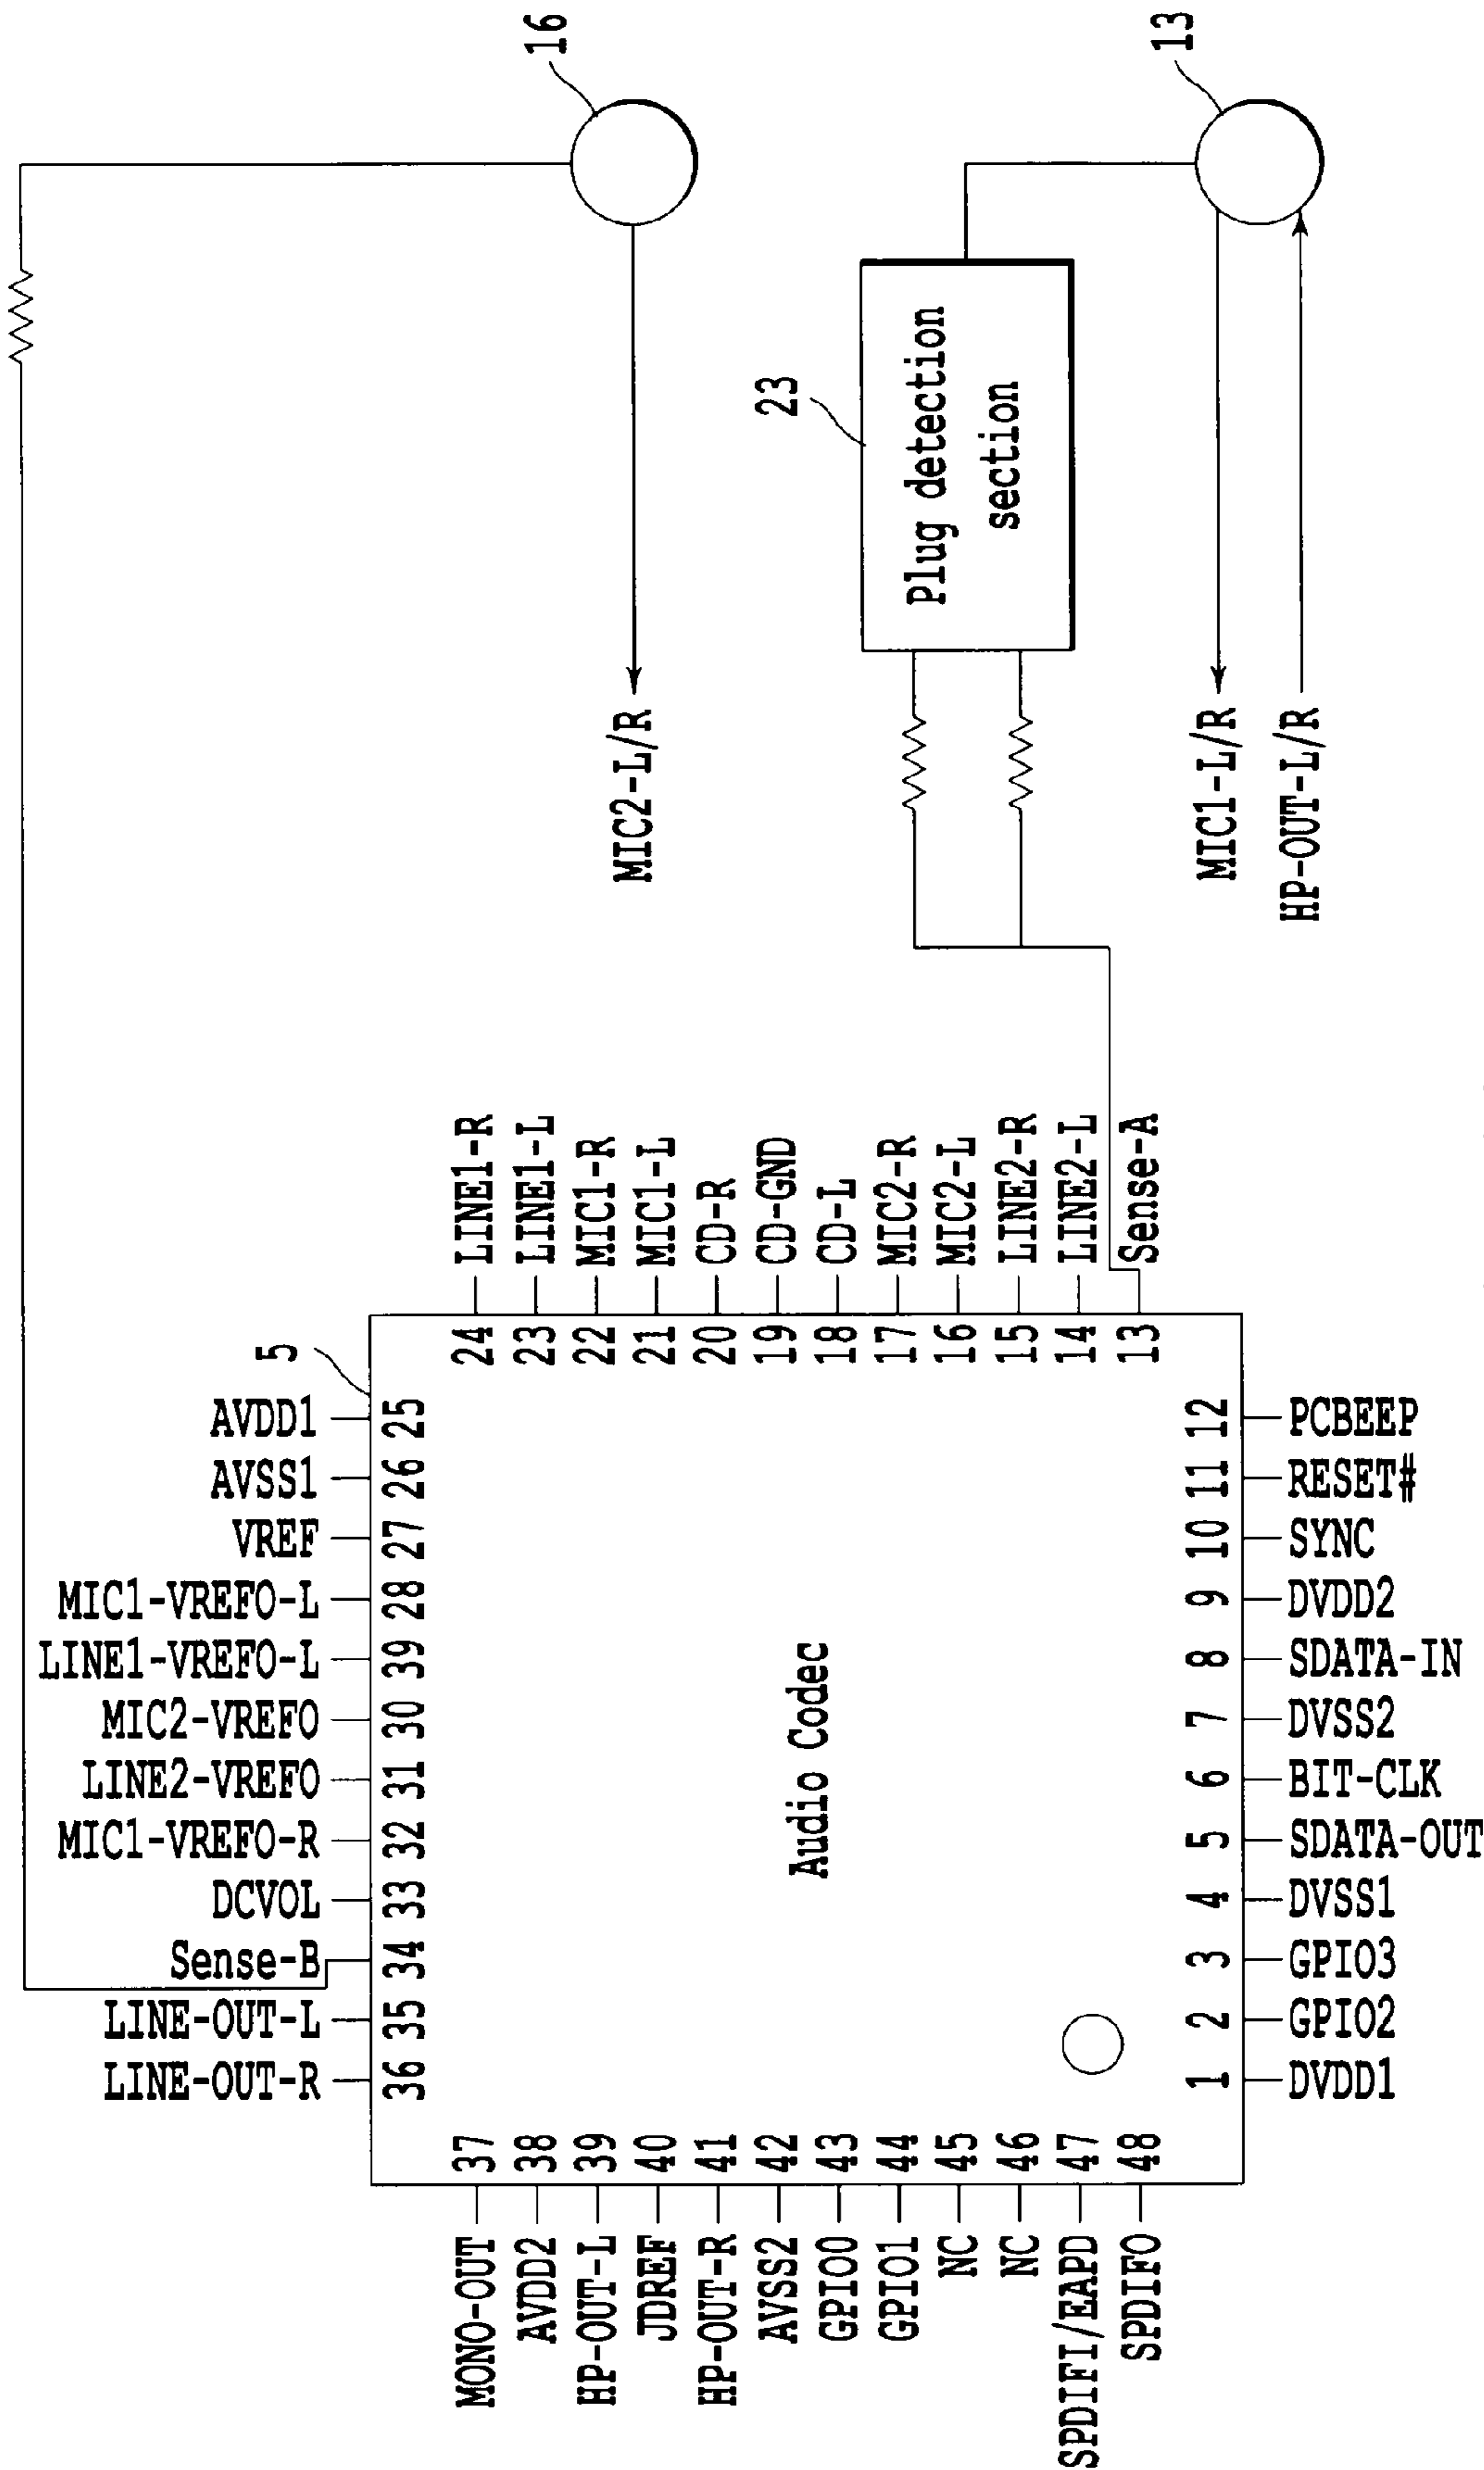 16
13
23
Plug detection
section
MIC2-L/R
MIC1-L/R
HP-OUT-L/R
5
Audio Codec
24 LINE1-R
23 LINE1-L
22 MIC1-R
21 MIC1-L
20 CD-R
19 CD-GND
18 CD-L
17 MIC2-R
16 MIC2-L
15 LINE2-R
14 LINE2-L
13 Sense-A
AVDD1 25
AVSS1 26
VREF 27
MIC1-VREFO-L 28
LINE1-VREFO-L 39
MIC2-VREFO 30
LINE2-VREFO 31
MIC1-VREFO-R 32
DCVOL 33
Sense-B 34
LINE-OUT-L 35
LINE-OUT-R 36
12 PCBEEP
11 RESET#
10 SYNC
9 DVDD2
8 SDATA-IN
7 DVSS2
6 BIT-CLK
5 SDATA-OUT
4 DVSS1
3 GPIO3
2 GPIO2
1 DVDD1
MONO-OUT 37
AVDD2 38
HP-OUT-L 39
JDREF 40
HP-OUT-R 41
AVSS2 42
GPIO0 43
GPIO1 44
NC 45
NC 46
SPDIFI/EAPD 47
SPDIFO 48